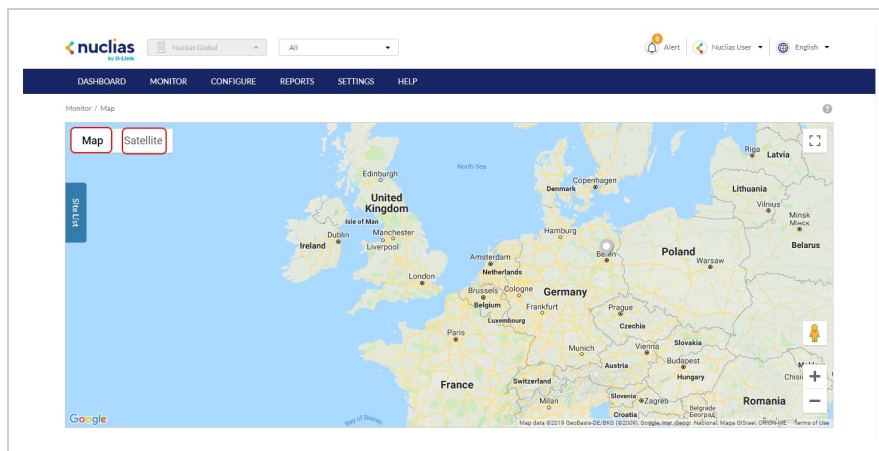 nuclias
by D-Link
Nuclias Global
All
0
Alert
Nuclias User
English
DASHBOARD MONITOR CONFIGURE REPORTS SETTINGS HELP
Monitor / Map
?
Map Satellite
Site List
North Sea
Edinburgh
United
Kingdom
Isle of Man
Dublin
Manchester
Ireland
Liverpool
London
Copenhagen
Denmark
Riga
Latvia
Lithuania
Vilnius
Minsk
Мінск
Belarus
Hamburg
Berlin
Poland
Warsaw
Amsterdam
Netherlands
Brussels
Cologne
Germany
Belgium
Frankfurt
Luxembourg
Prague
Czechia
Paris
Munich
Vienna
Slovakia
Austria
Budapest
Hungary
France
Switzerland
Milan
Slovenia
Zagreb
Croatia
Belgrade
Београд
Romania
Bay of Biscay
Google
Map data ©2019 GeoBasis-DE/BKG (©2009), Google, Inst. Geogr. Nacional, Mapa GISrael, ORION-ME
Terms of Use